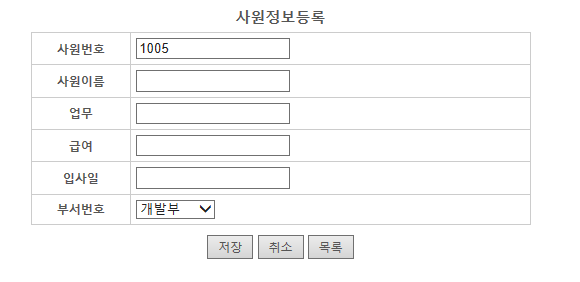 사원정보등록
사원번호 1005
사원이름
업무
급여
입사일
부서번호 개발부
저장 취소 목록